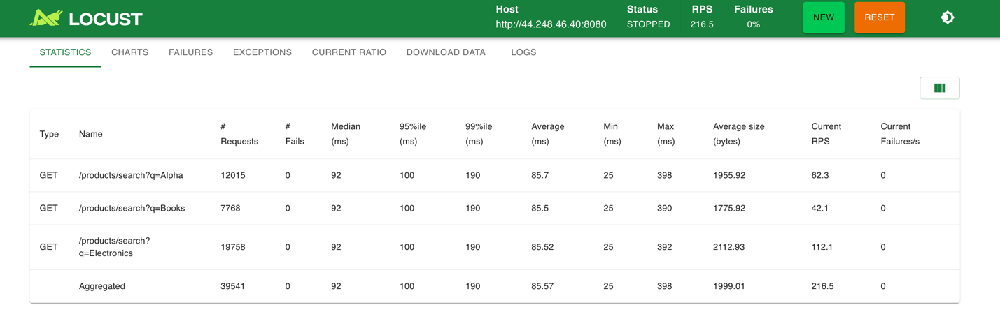 LOCUST
Host Status RPS Failures
http://44.248.46.40:8080 STOPPED 216.5 0%
NEW RESET
STATISTICS CHARTS FAILURES EXCEPTIONS CURRENT RATIO DOWNLOAD DATA LOGS
Type Name # Requests # Fails Median (ms) 95%ile (ms) 99%ile (ms) Average (ms) Min (ms) Max (ms) Average size (bytes) Current RPS Current Failures/s
GET /products/search?q=Alpha 12015 0 92 100 190 85.7 25 398 1955.92 62.3 0
GET /products/search?q=Books 7768 0 92 100 190 85.5 25 390 1775.92 42.1 0
GET /products/search?
q=Electronics 19758 0 92 100 190 85.52 25 392 2112.93 112.1 0
Aggregated 39541 0 92 100 190 85.57 25 398 1999.01 216.5 0